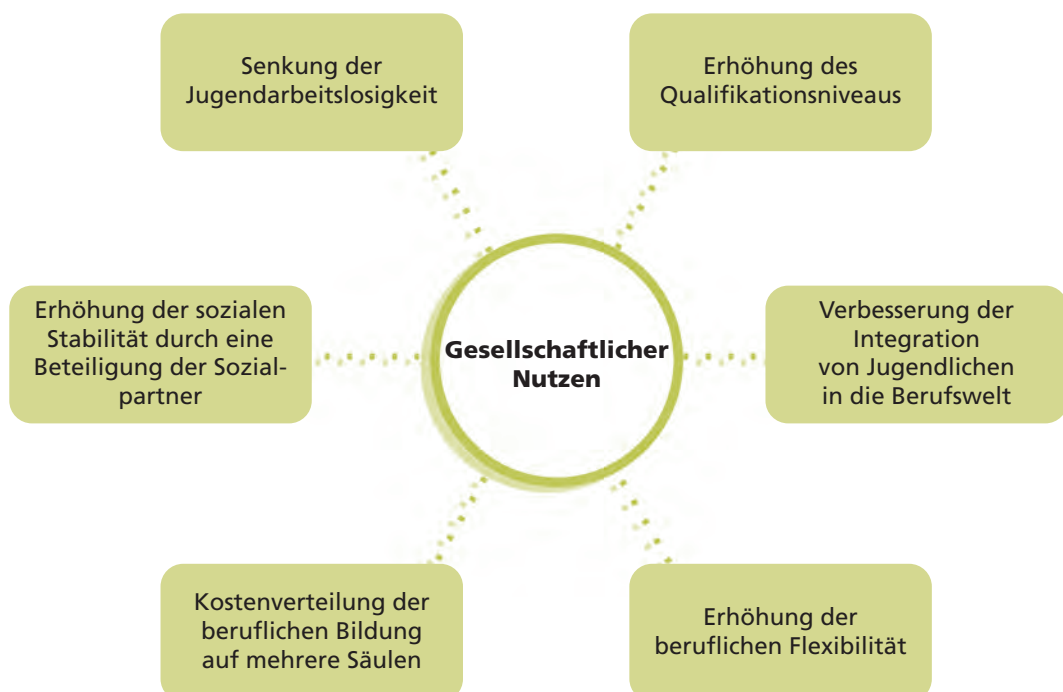 Senkung der
Jugendarbeitslosigkeit
Erhöhung des
Qualifikationsniveaus
Erhöhung der sozialen
Stabilität durch eine
Beteiligung der Sozial-
partner
Gesellschaftlicher
Nutzen
Verbesserung der
Integration
von Jugendlichen
in die Berufswelt
Kostenverteilung der
beruflichen Bildung
auf mehrere Säulen
Erhöhung der
beruflichen Flexibilität